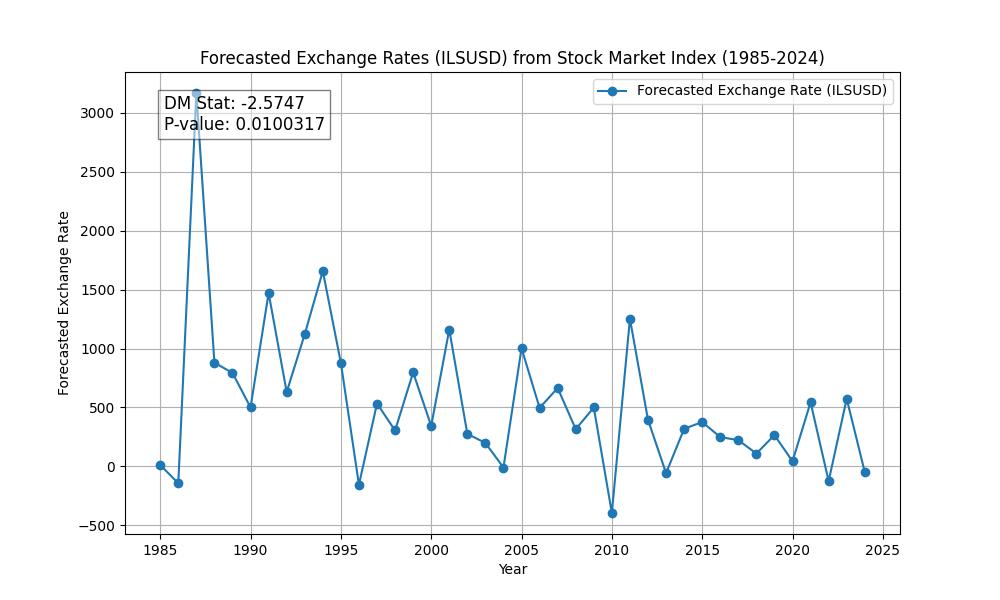 Forecasted Exchange Rates (ILSUSD) from Stock Market Index (1985-2024)
DM Stat: -2.5747
P-value: 0.0100317
Forecasted Exchange Rate (ILSUSD)
Forecasted Exchange Rate
3000
2500
2000
1500
1000
500
0
−500
1985 1990 1995 2000 2005 2010 2015 2020 2025
Year